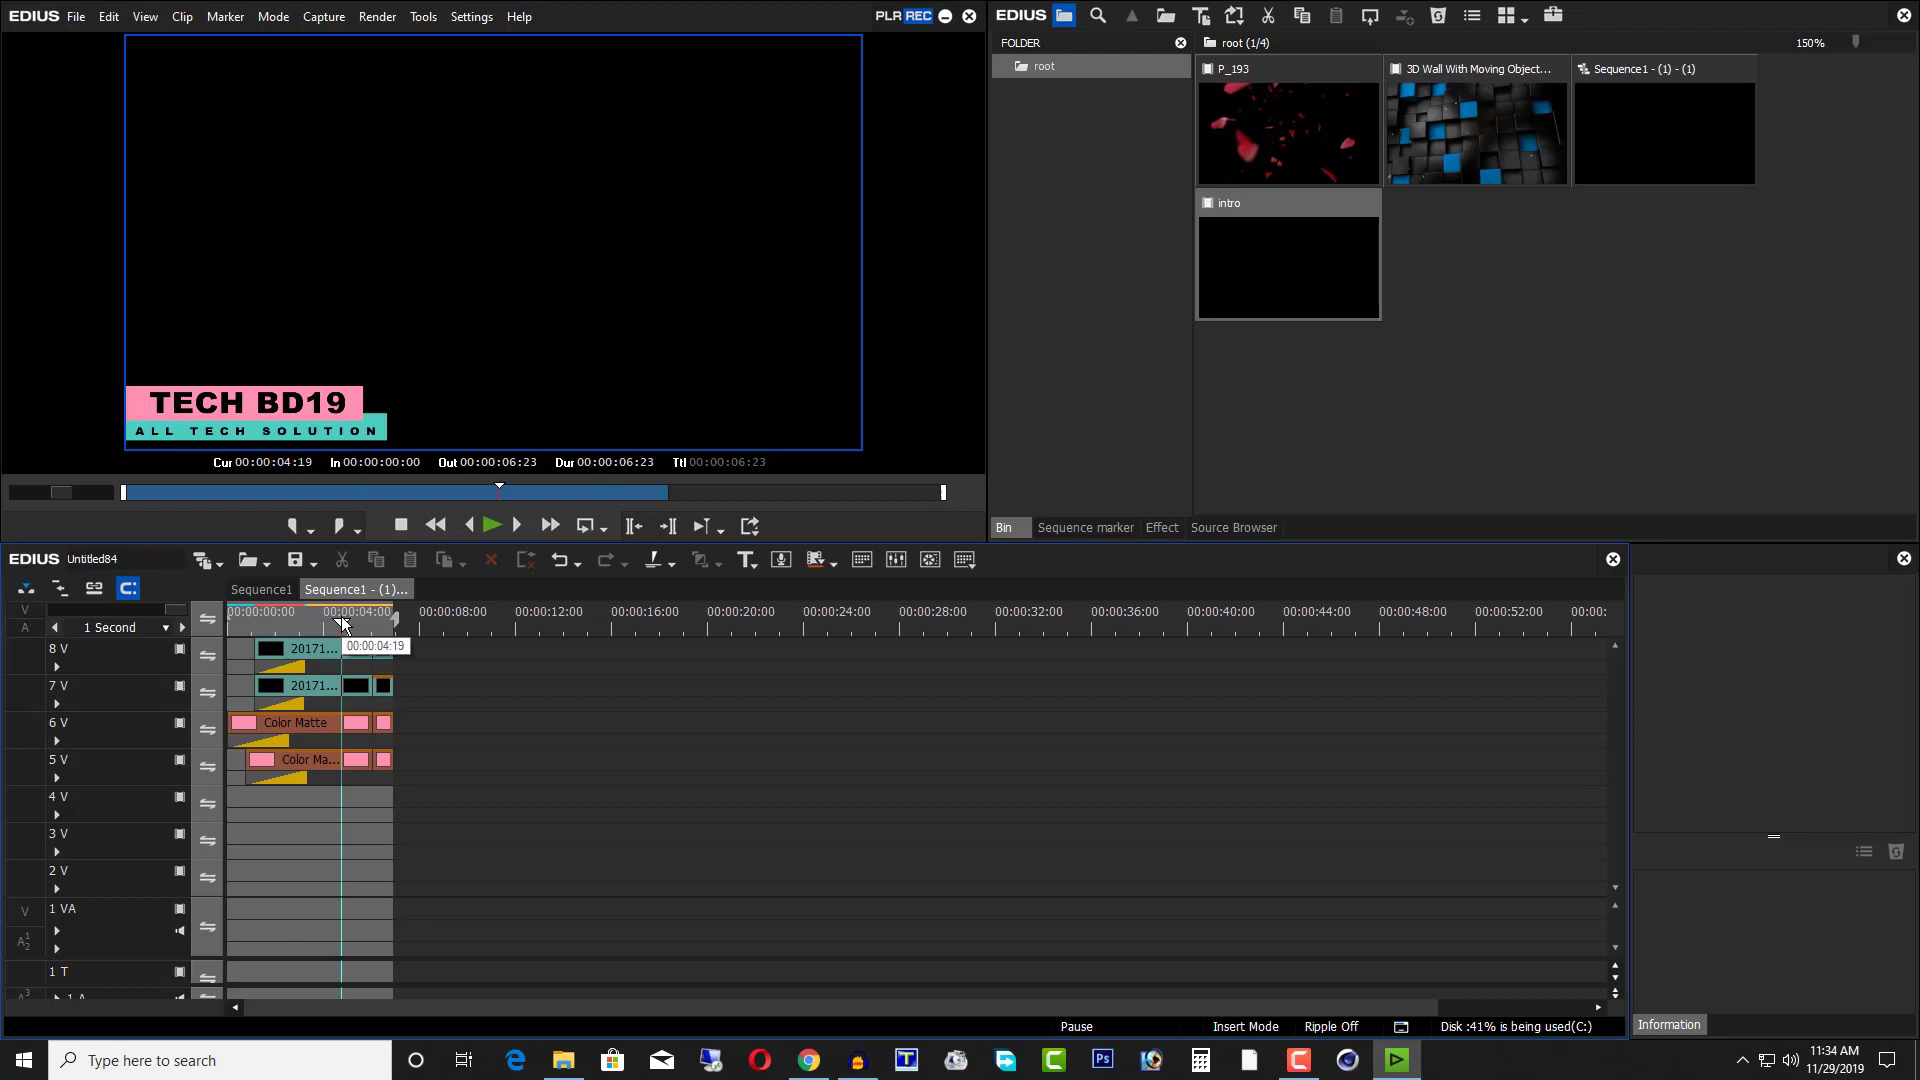 EDIUS File Edit View Clip Marker Mode Capture Render Tools Settings Help
PLR REC
TECH BD19
ALL TECH SOLUTION
Cur 00:00:04:19 In 00:00:00:00 Out 00:00:06:23 Dur 00:00:06:23 Ttl 00:00:06:23
EDIUS
FOLDER
root
root (1/4)
150%
P_193
3D Wall With Moving Object...
Sequence1 - (1) - (1)
intro
Bin Sequence marker Effect Source Browser
EDIUS Untitled84
Sequence1 Sequence1 - (1)...
V
A
1 Second
00:00:00:00 00:00:04:00 00:00:08:00 00:00:12:00 00:00:16:00 00:00:20:00 00:00:24:00 00:00:28:00 00:00:32:00 00:00:36:00 00:00:40:00 00:00:44:00 00:00:48:00 00:00:52:00 00:00:
00:00:04:19
8 V 20171...
7 V 20171...
6 V Color Matte
5 V Color Ma...
4 V
3 V
2 V
V 1 VA
A 1 2
1 T
A 3 1 A
Pause Insert Mode Ripple Off Disk :41% is being used(C:)
Information
Type here to search
11:34 AM
11/29/2019